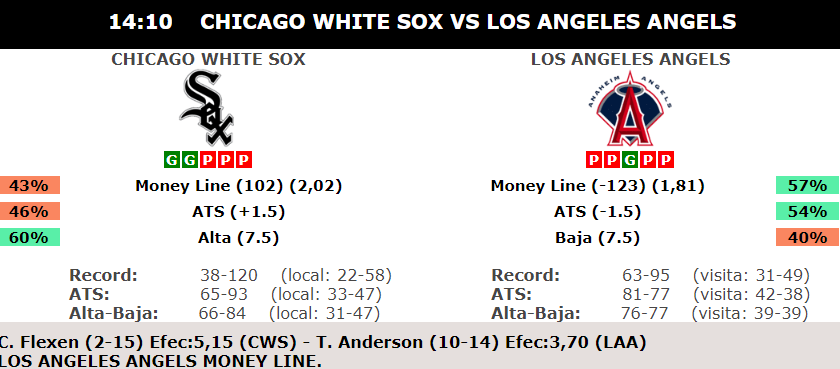 14:10 CHICAGO WHITE SOX VS LOS ANGELES ANGELS
CHICAGO WHITE SOX LOS ANGELES ANGELS
Sox ANAHEIM ANGELS A
G G P P P P P G P P
43% Money Line (102) (2,02) Money Line (-123) (1,81) 57%
46% ATS (+1.5) ATS (-1.5) 54%
60% Alta (7.5) Baja (7.5) 40%
Record: 38-120 (local: 22-58) Record: 63-95 (visita: 31-49)
ATS: 65-93 (local: 33-47) ATS: 81-77 (visita: 42-38)
Alta-Baja: 66-84 (local: 31-47) Alta-Baja: 76-77 (visita: 39-39)
C. Flexen (2-15) Efec:5,15 (CWS) - T. Anderson (10-14) Efec:3,70 (LAA)
LOS ANGELES ANGELS MONEY LINE.